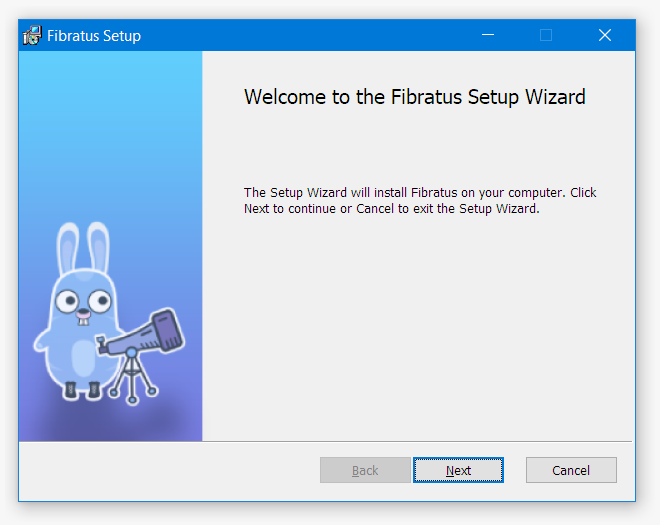 Fibratus Setup
Welcome to the Fibratus Setup Wizard
The Setup Wizard will install Fibratus on your computer. Click
Next to continue or Cancel to exit the Setup Wizard.
Back
Next
Cancel